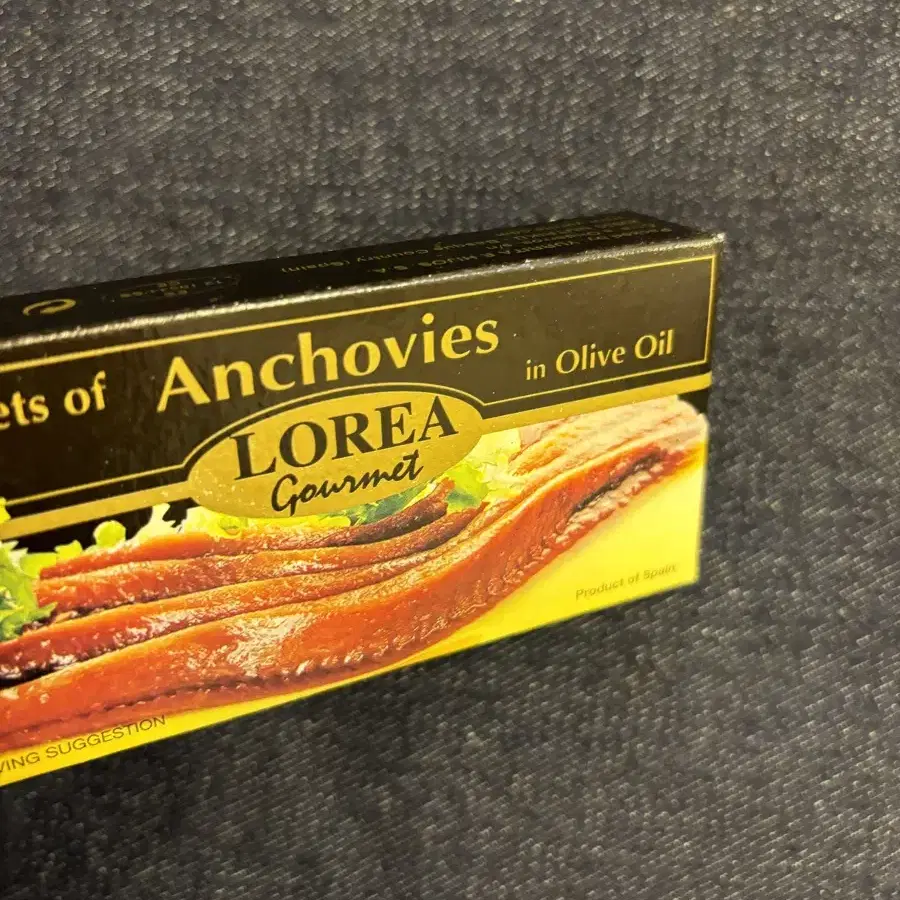 ets of Anchovies in Olive Oil
LOREA
Gourmet
Product of Spain
VING SUGGESTION